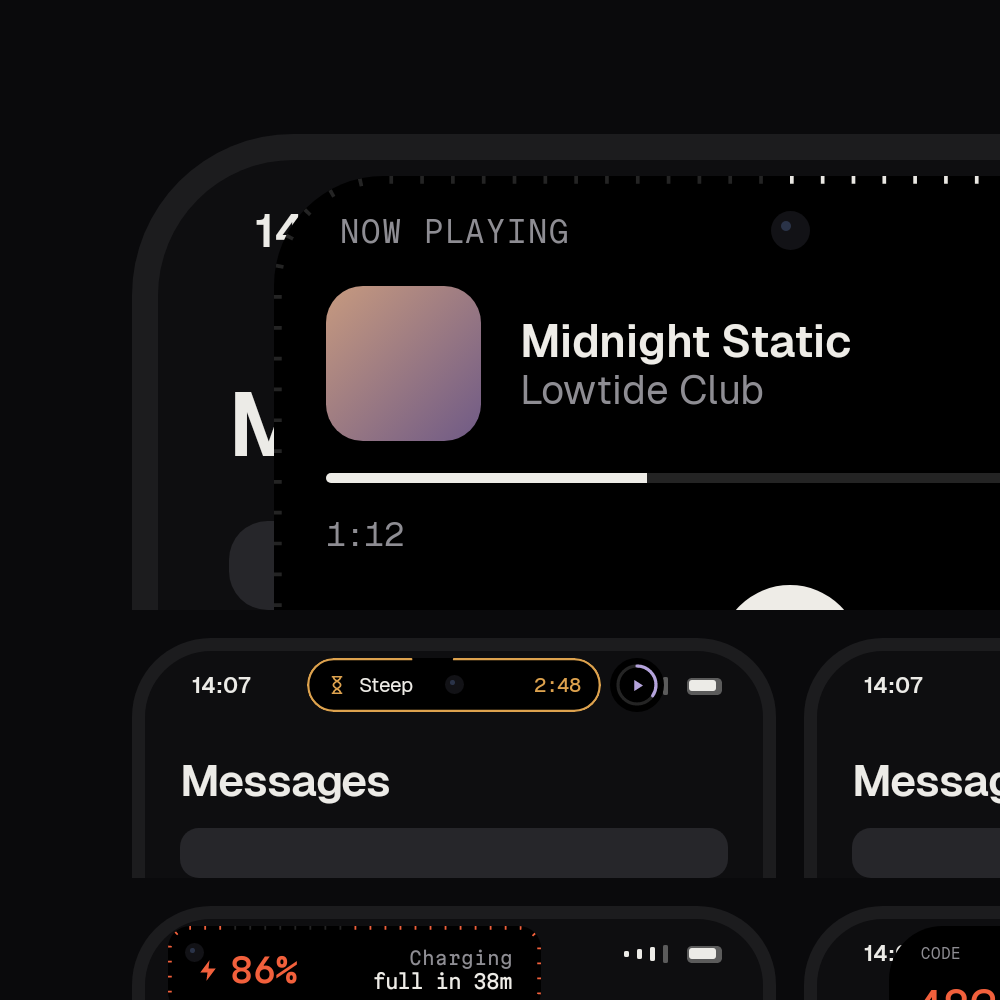 NOW PLAYING
Midnight Static
Lowtide Club
1:12
14:07
Steep
2:48
Messages
14:07
86%
Charging
full in 38m
CODE